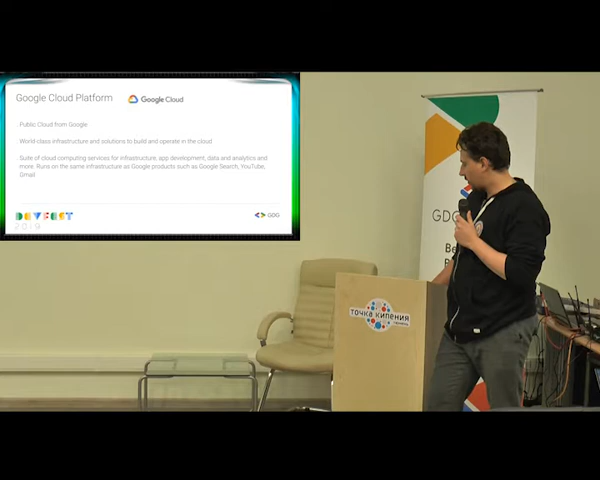 Google Cloud Platform
Google Cloud
Public Cloud from Google
World-class infrastructure and solutions to build and operate in the cloud
Suite of cloud computing services for infrastructure, app development, data and analytics and
more. Runs on the same infrastructure as Google products such as Google Search, YouTube,
Gmail
DEVFEST
2019
GDG
GDG
Be
точка кипения